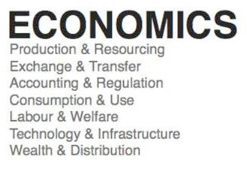 ECONOMICS
Production & Resourcing
Exchange & Transfer
Accounting & Regulation
Consumption & Use
Labour & Welfare
Technology & Infrastructure
Wealth & Distribution